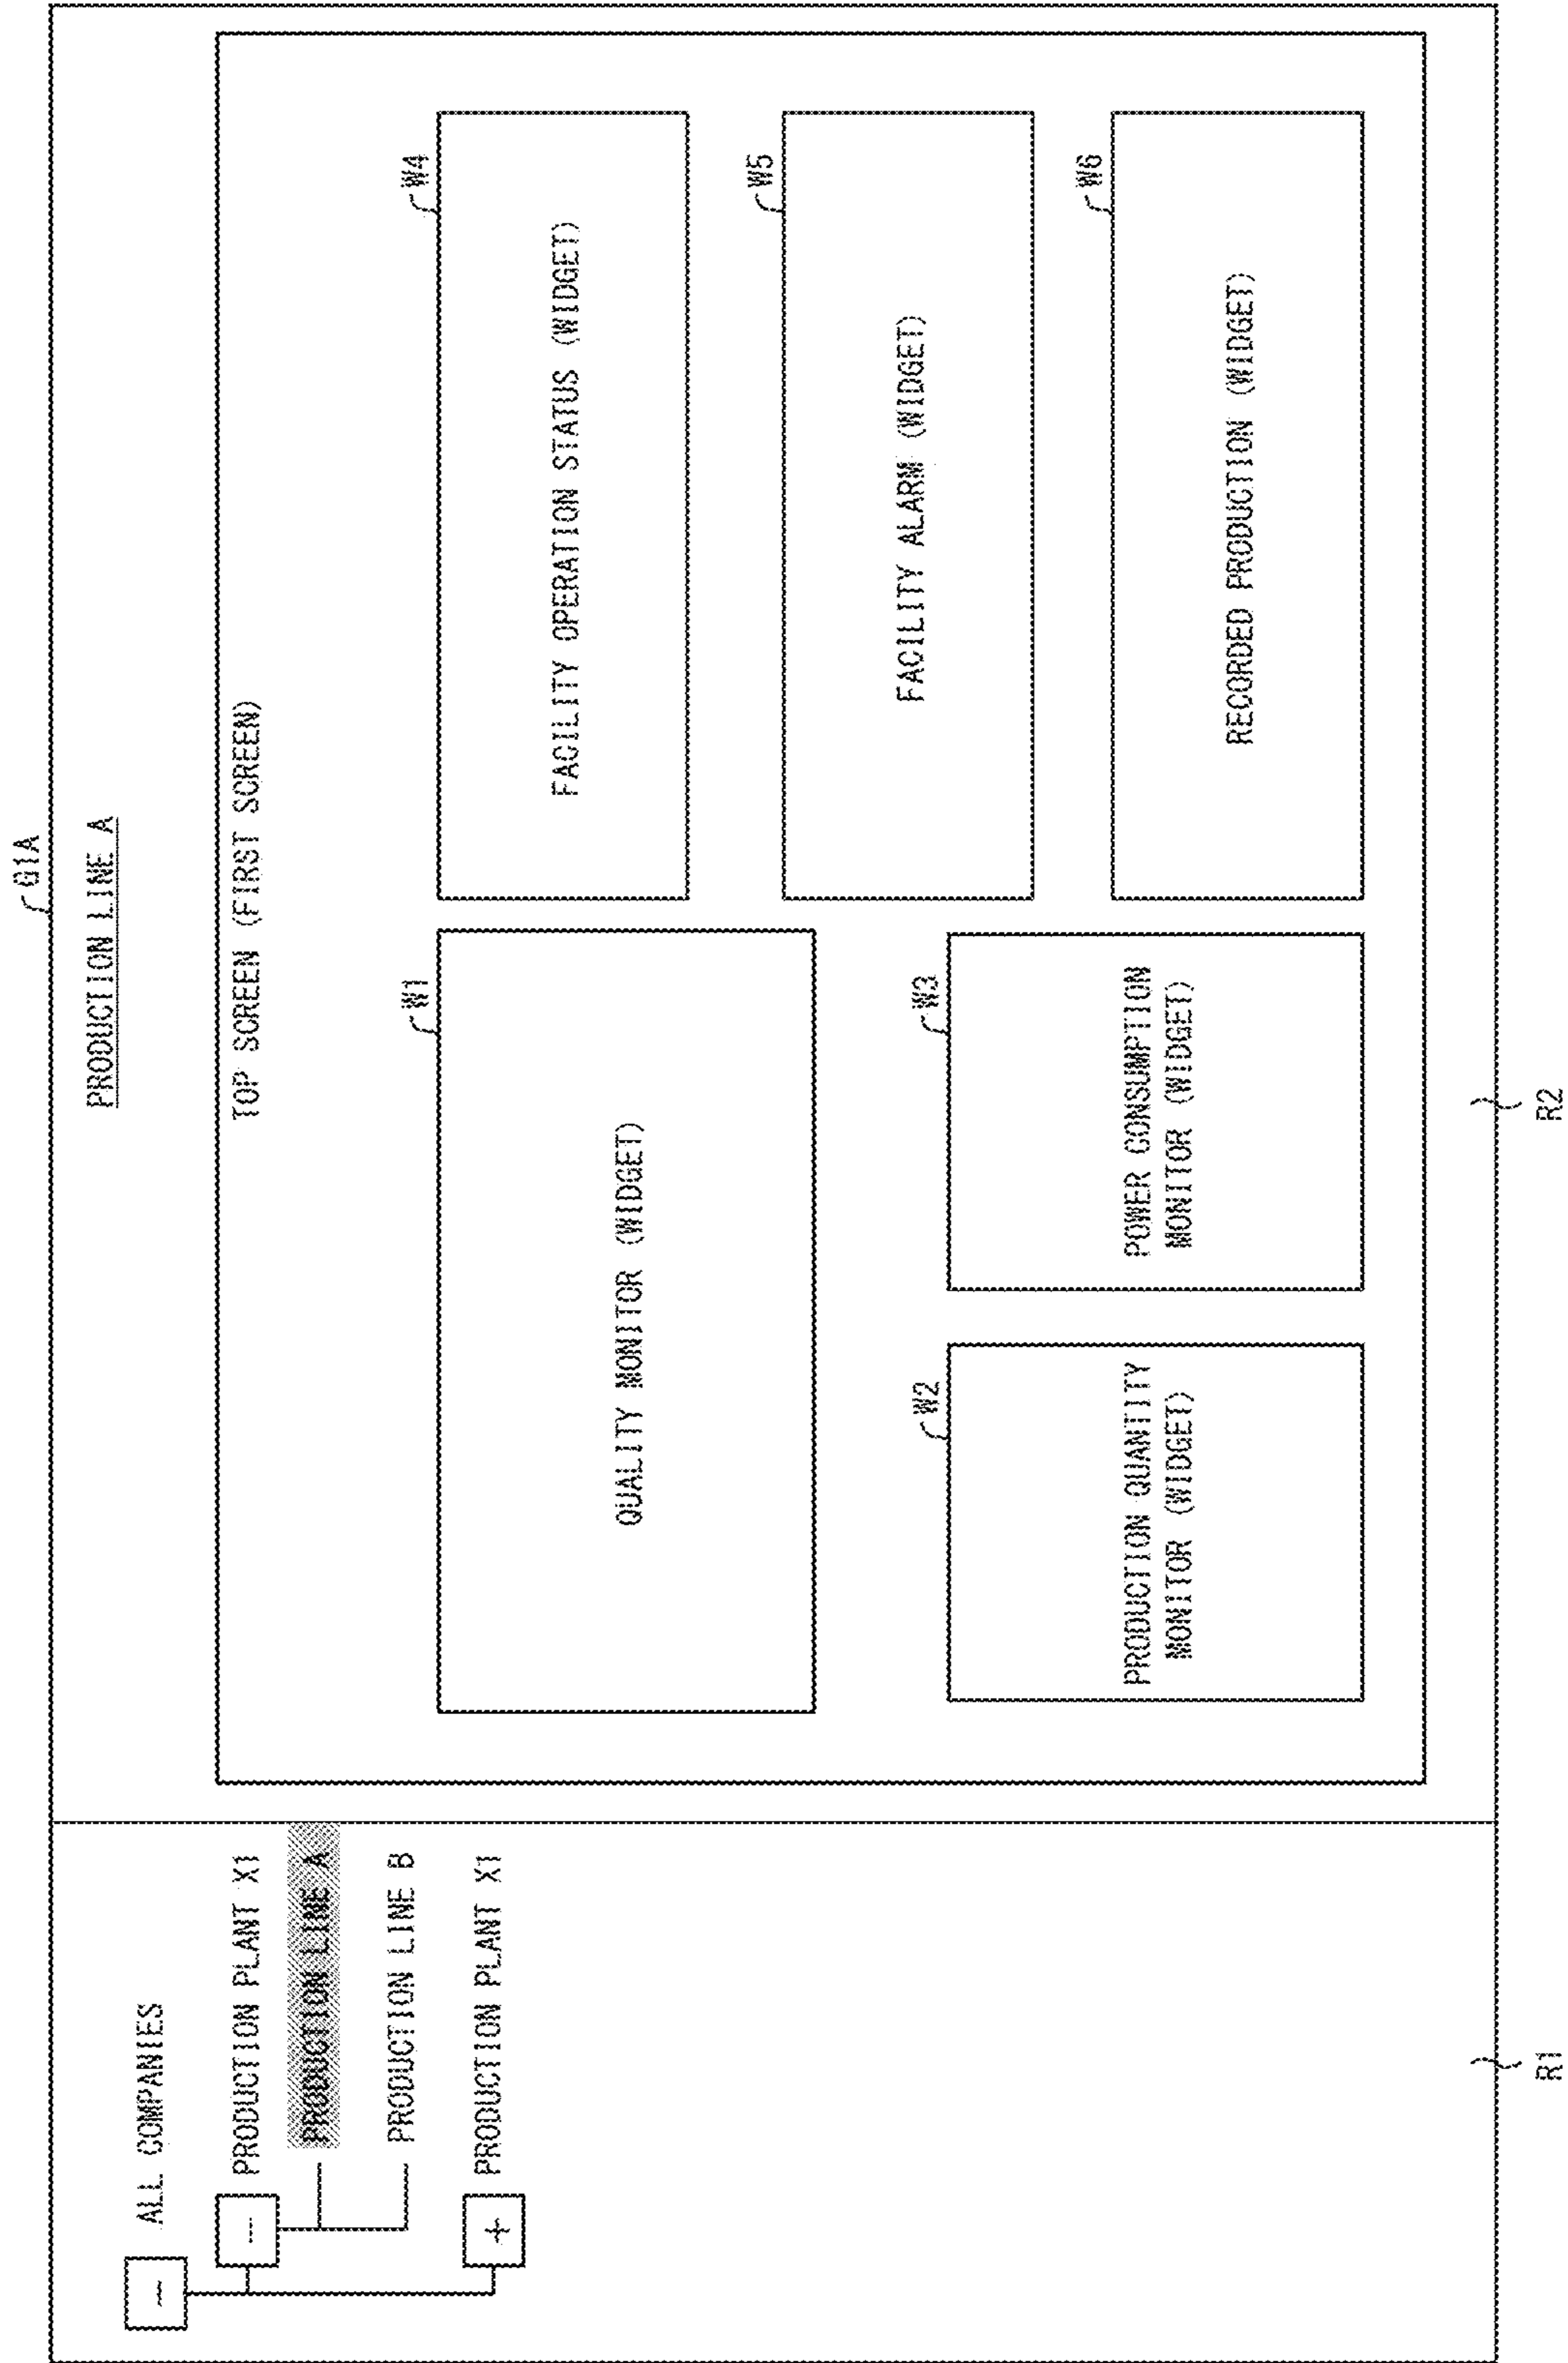 G1A
ALL COMPANIES
PRODUCTION PLANT X1
PRODUCTION LINE A
PRODUCTION LINE B
PRODUCTION PLANT X1
R1
PRODUCTION LINE A
TOP SCREEN (FIRST SCREEN)
W1
QUALITY MONITOR (WIDGET)
W2
PRODUCTION QUANTITY
MONITOR (WIDGET)
W3
POWER CONSUMPTION
MONITOR (WIDGET)
W4
FACILITY OPERATION STATUS (WIDGET)
W5
FACILITY ALARM (WIDGET)
W6
RECORDED PRODUCTION (WIDGET)
R2